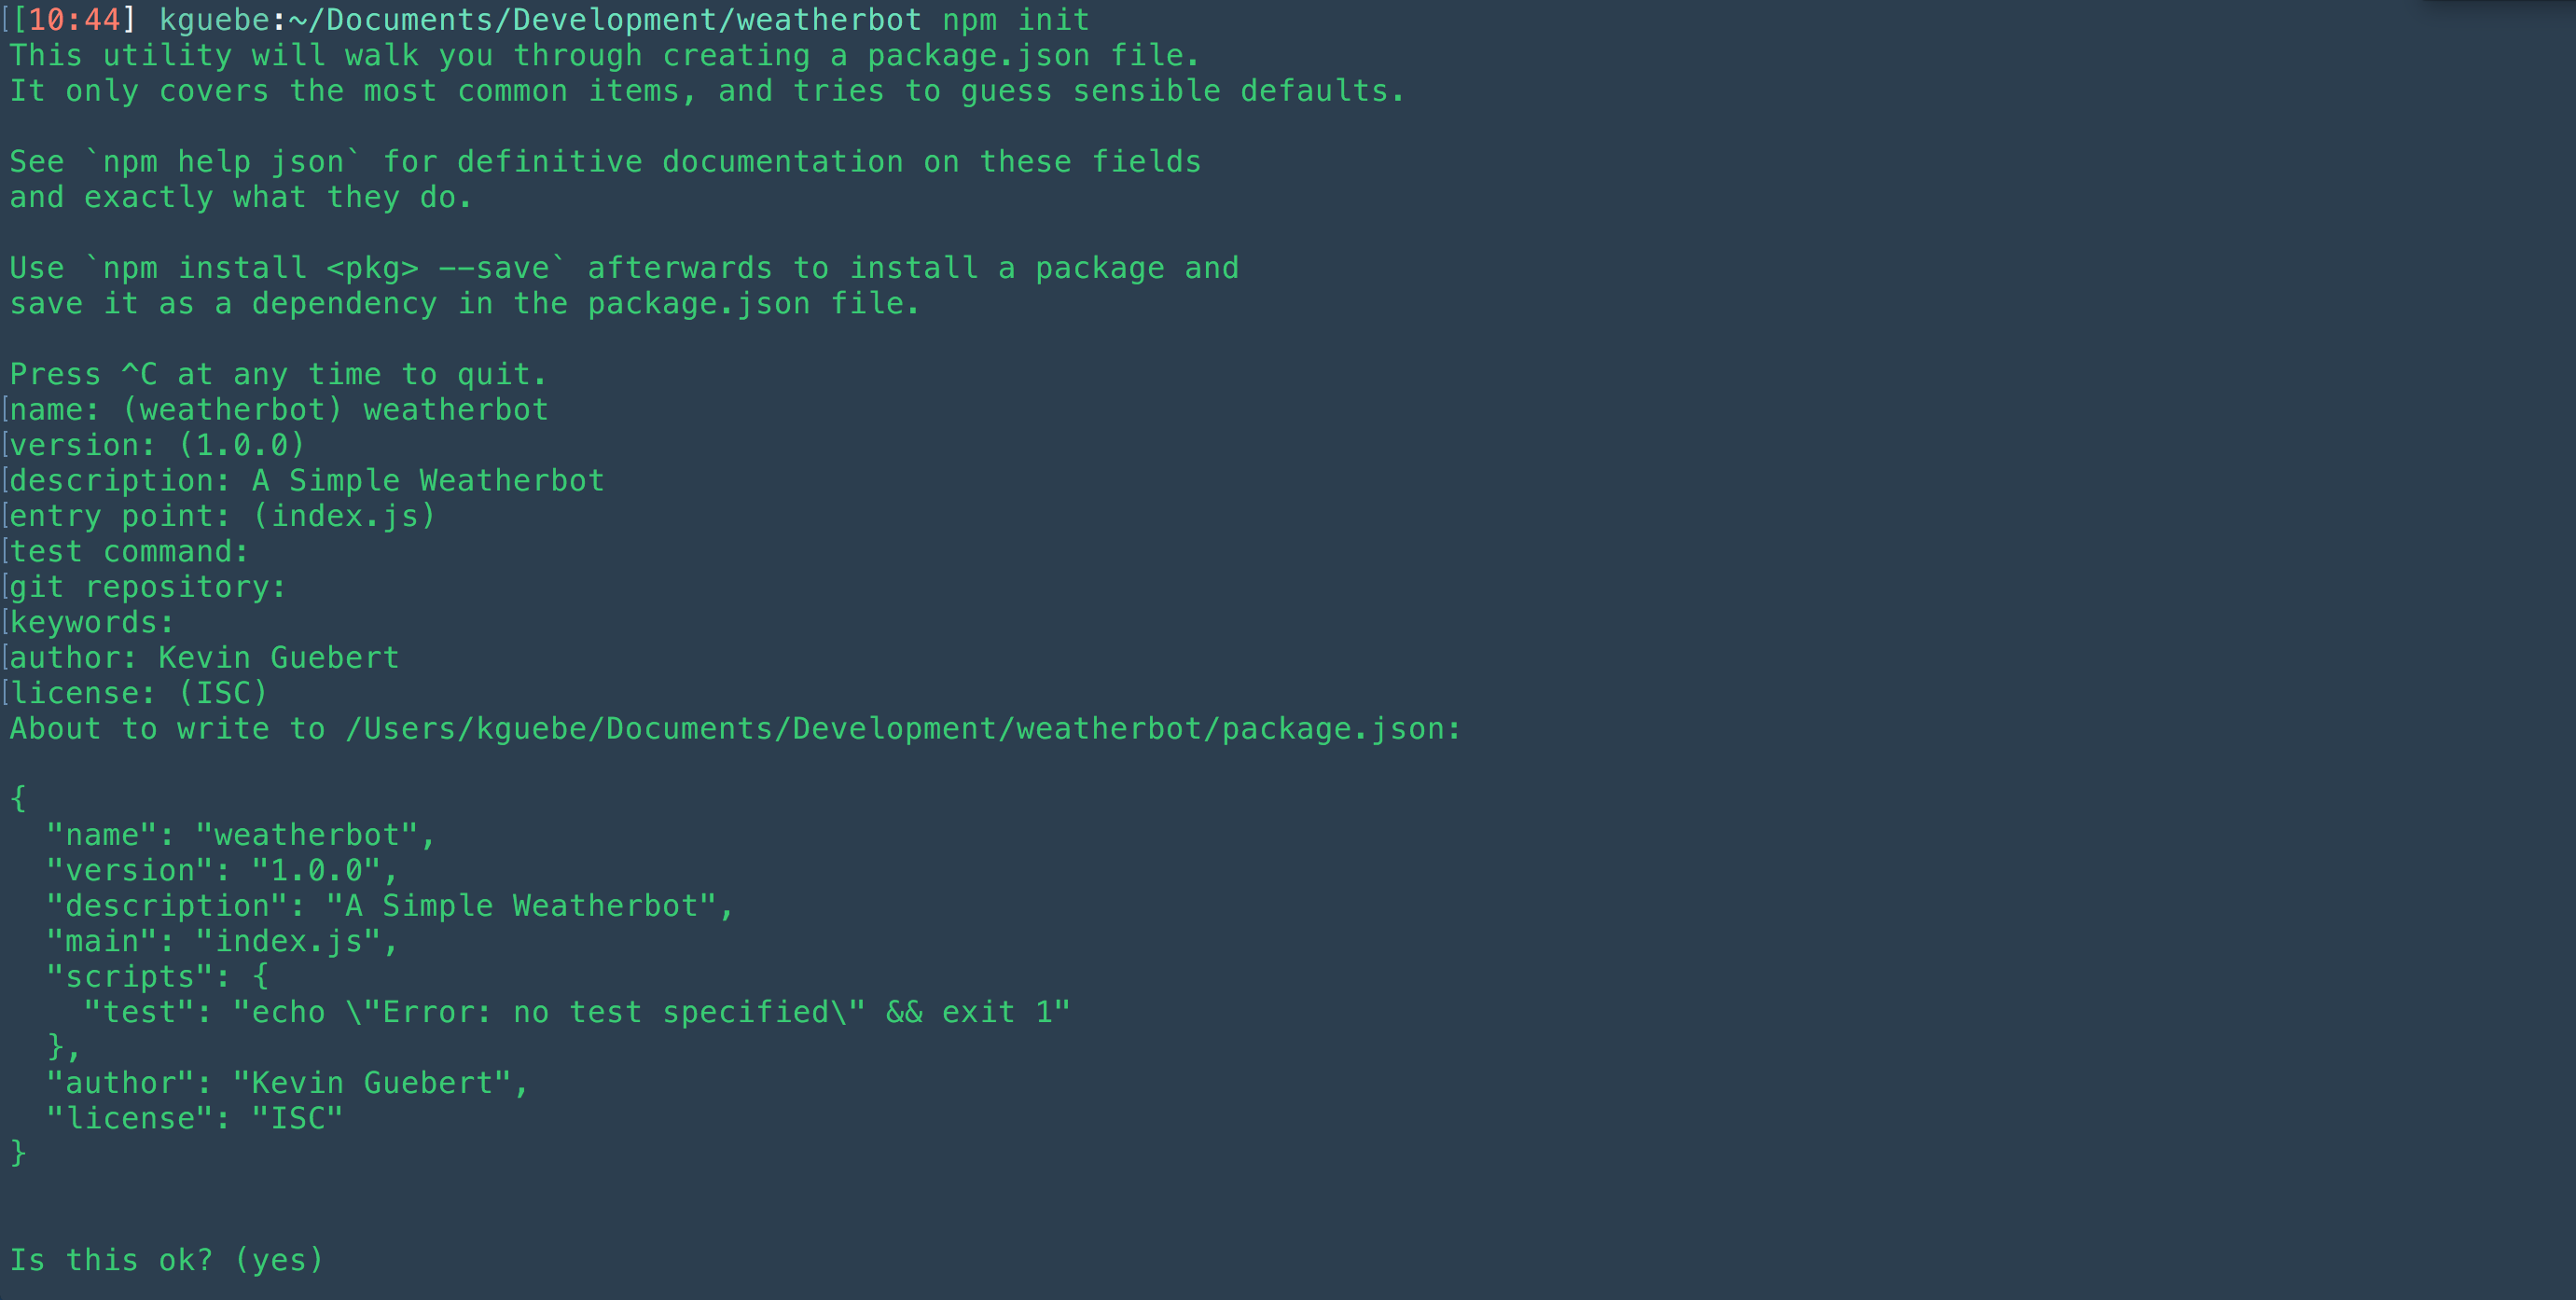 [[10:44] kguebe:~/Documents/Development/weatherbot npm init
This utility will walk you through creating a package.json file.
It only covers the most common items, and tries to guess sensible defaults.

See `npm help json` for definitive documentation on these fields
and exactly what they do.

Use `npm install <pkg> --save` afterwards to install a package and
save it as a dependency in the package.json file.

Press ^C at any time to quit.
[name: (weatherbot) weatherbot
[version: (1.0.0)
[description: A Simple Weatherbot
[entry point: (index.js)
[test command:
[git repository:
[keywords:
[author: Kevin Guebert
[license: (ISC)
About to write to /Users/kguebe/Documents/Development/weatherbot/package.json:

{
  "name": "weatherbot",
  "version": "1.0.0",
  "description": "A Simple Weatherbot",
  "main": "index.js",
  "scripts": {
    "test": "echo \"Error: no test specified\" && exit 1"
  },
  "author": "Kevin Guebert",
  "license": "ISC"
}

Is this ok? (yes)